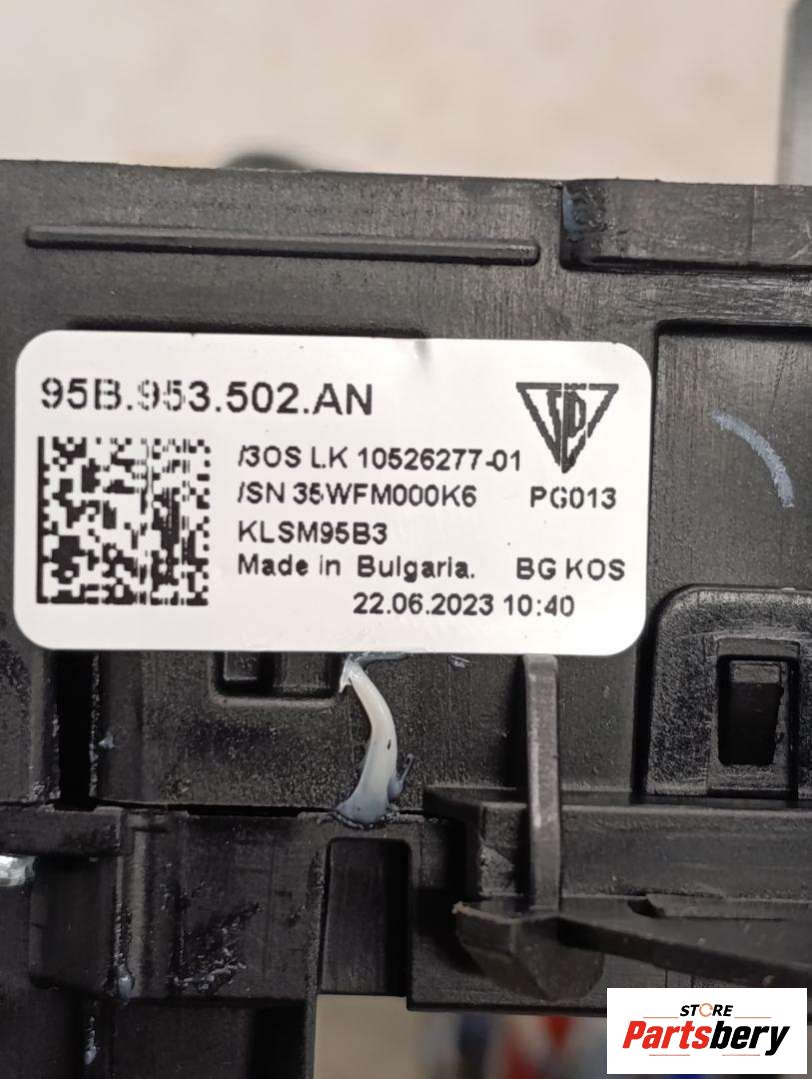 95B.953.502.AN
/3OS LK 10526277-01
/SN 35WFM000K6 PG013
KLSM95B3
Made in Bulgaria. BG KOS
22.06.2023 10:40
STORE
Partsbery